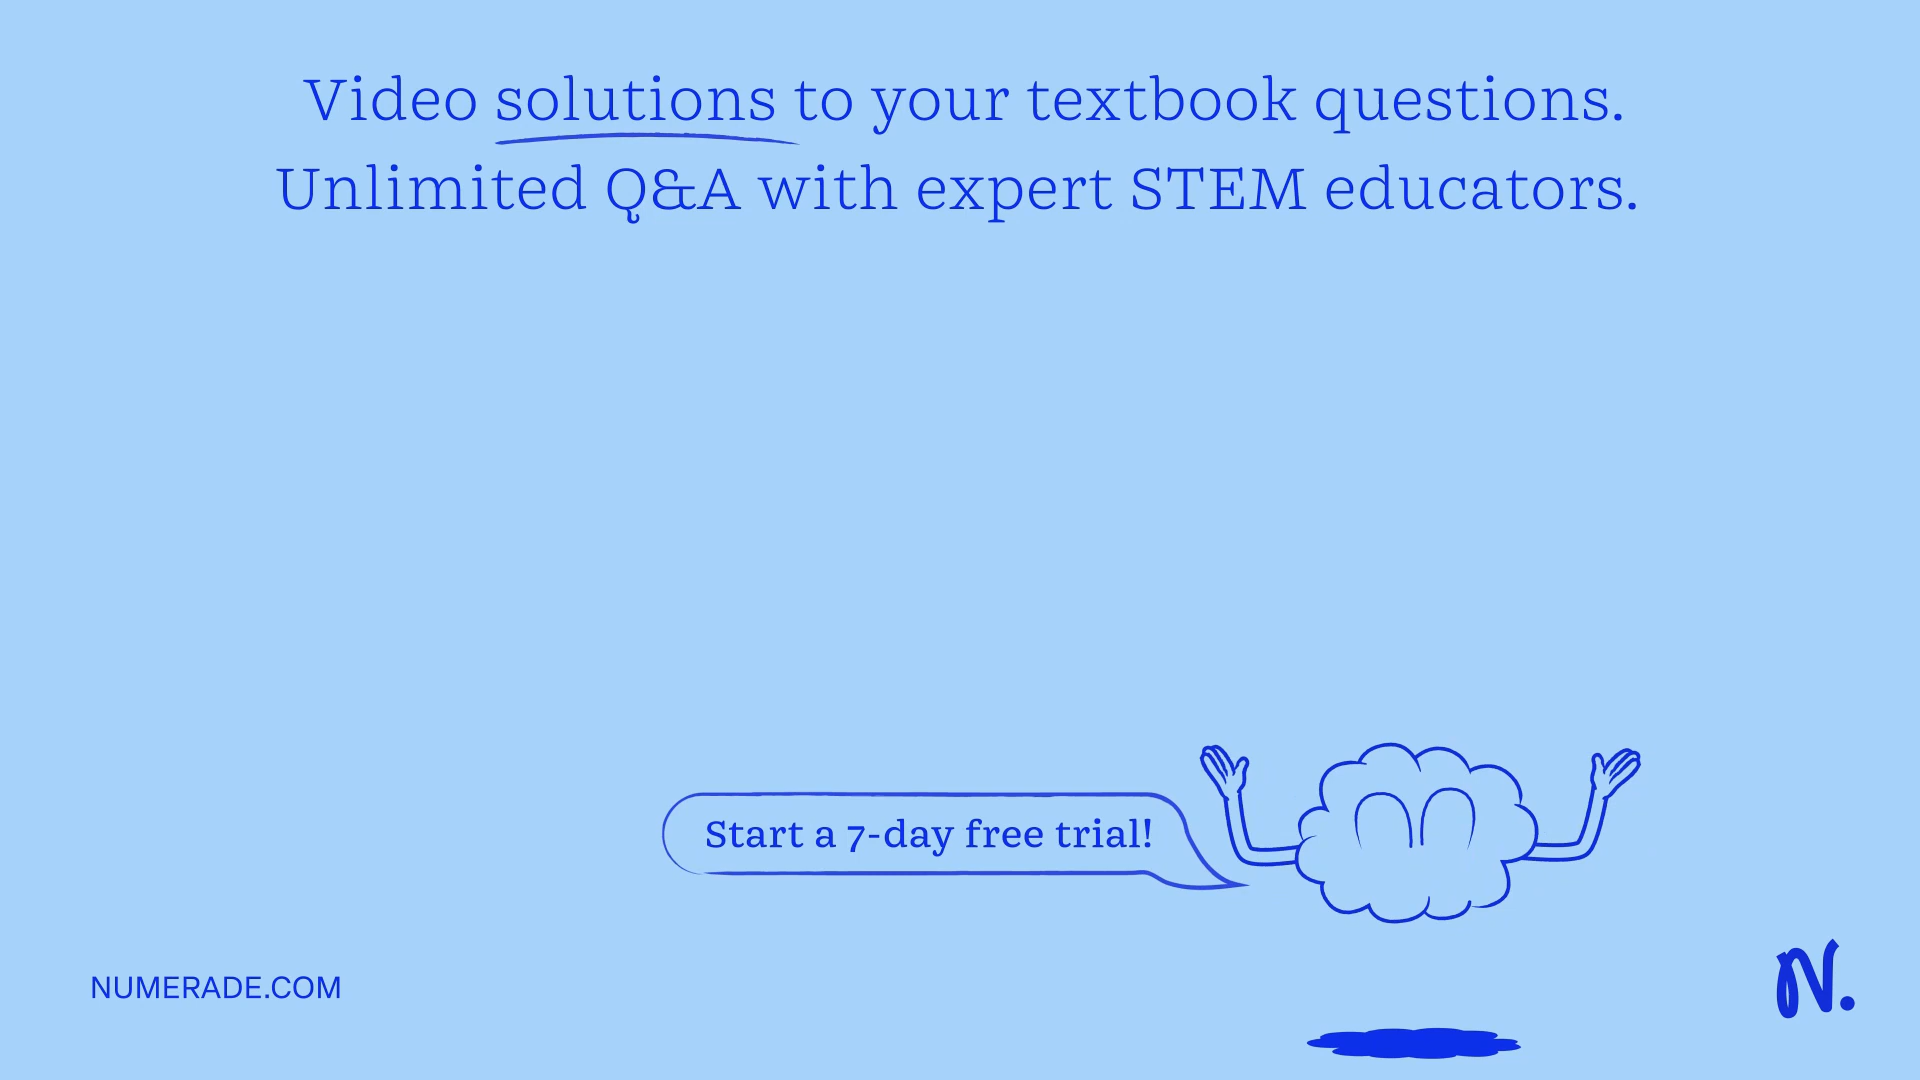 Video solutions to your textbook questions.
Unlimited Q&A with expert STEM educators.
Start a 7-day free trial!
NUMERADE.COM
N.